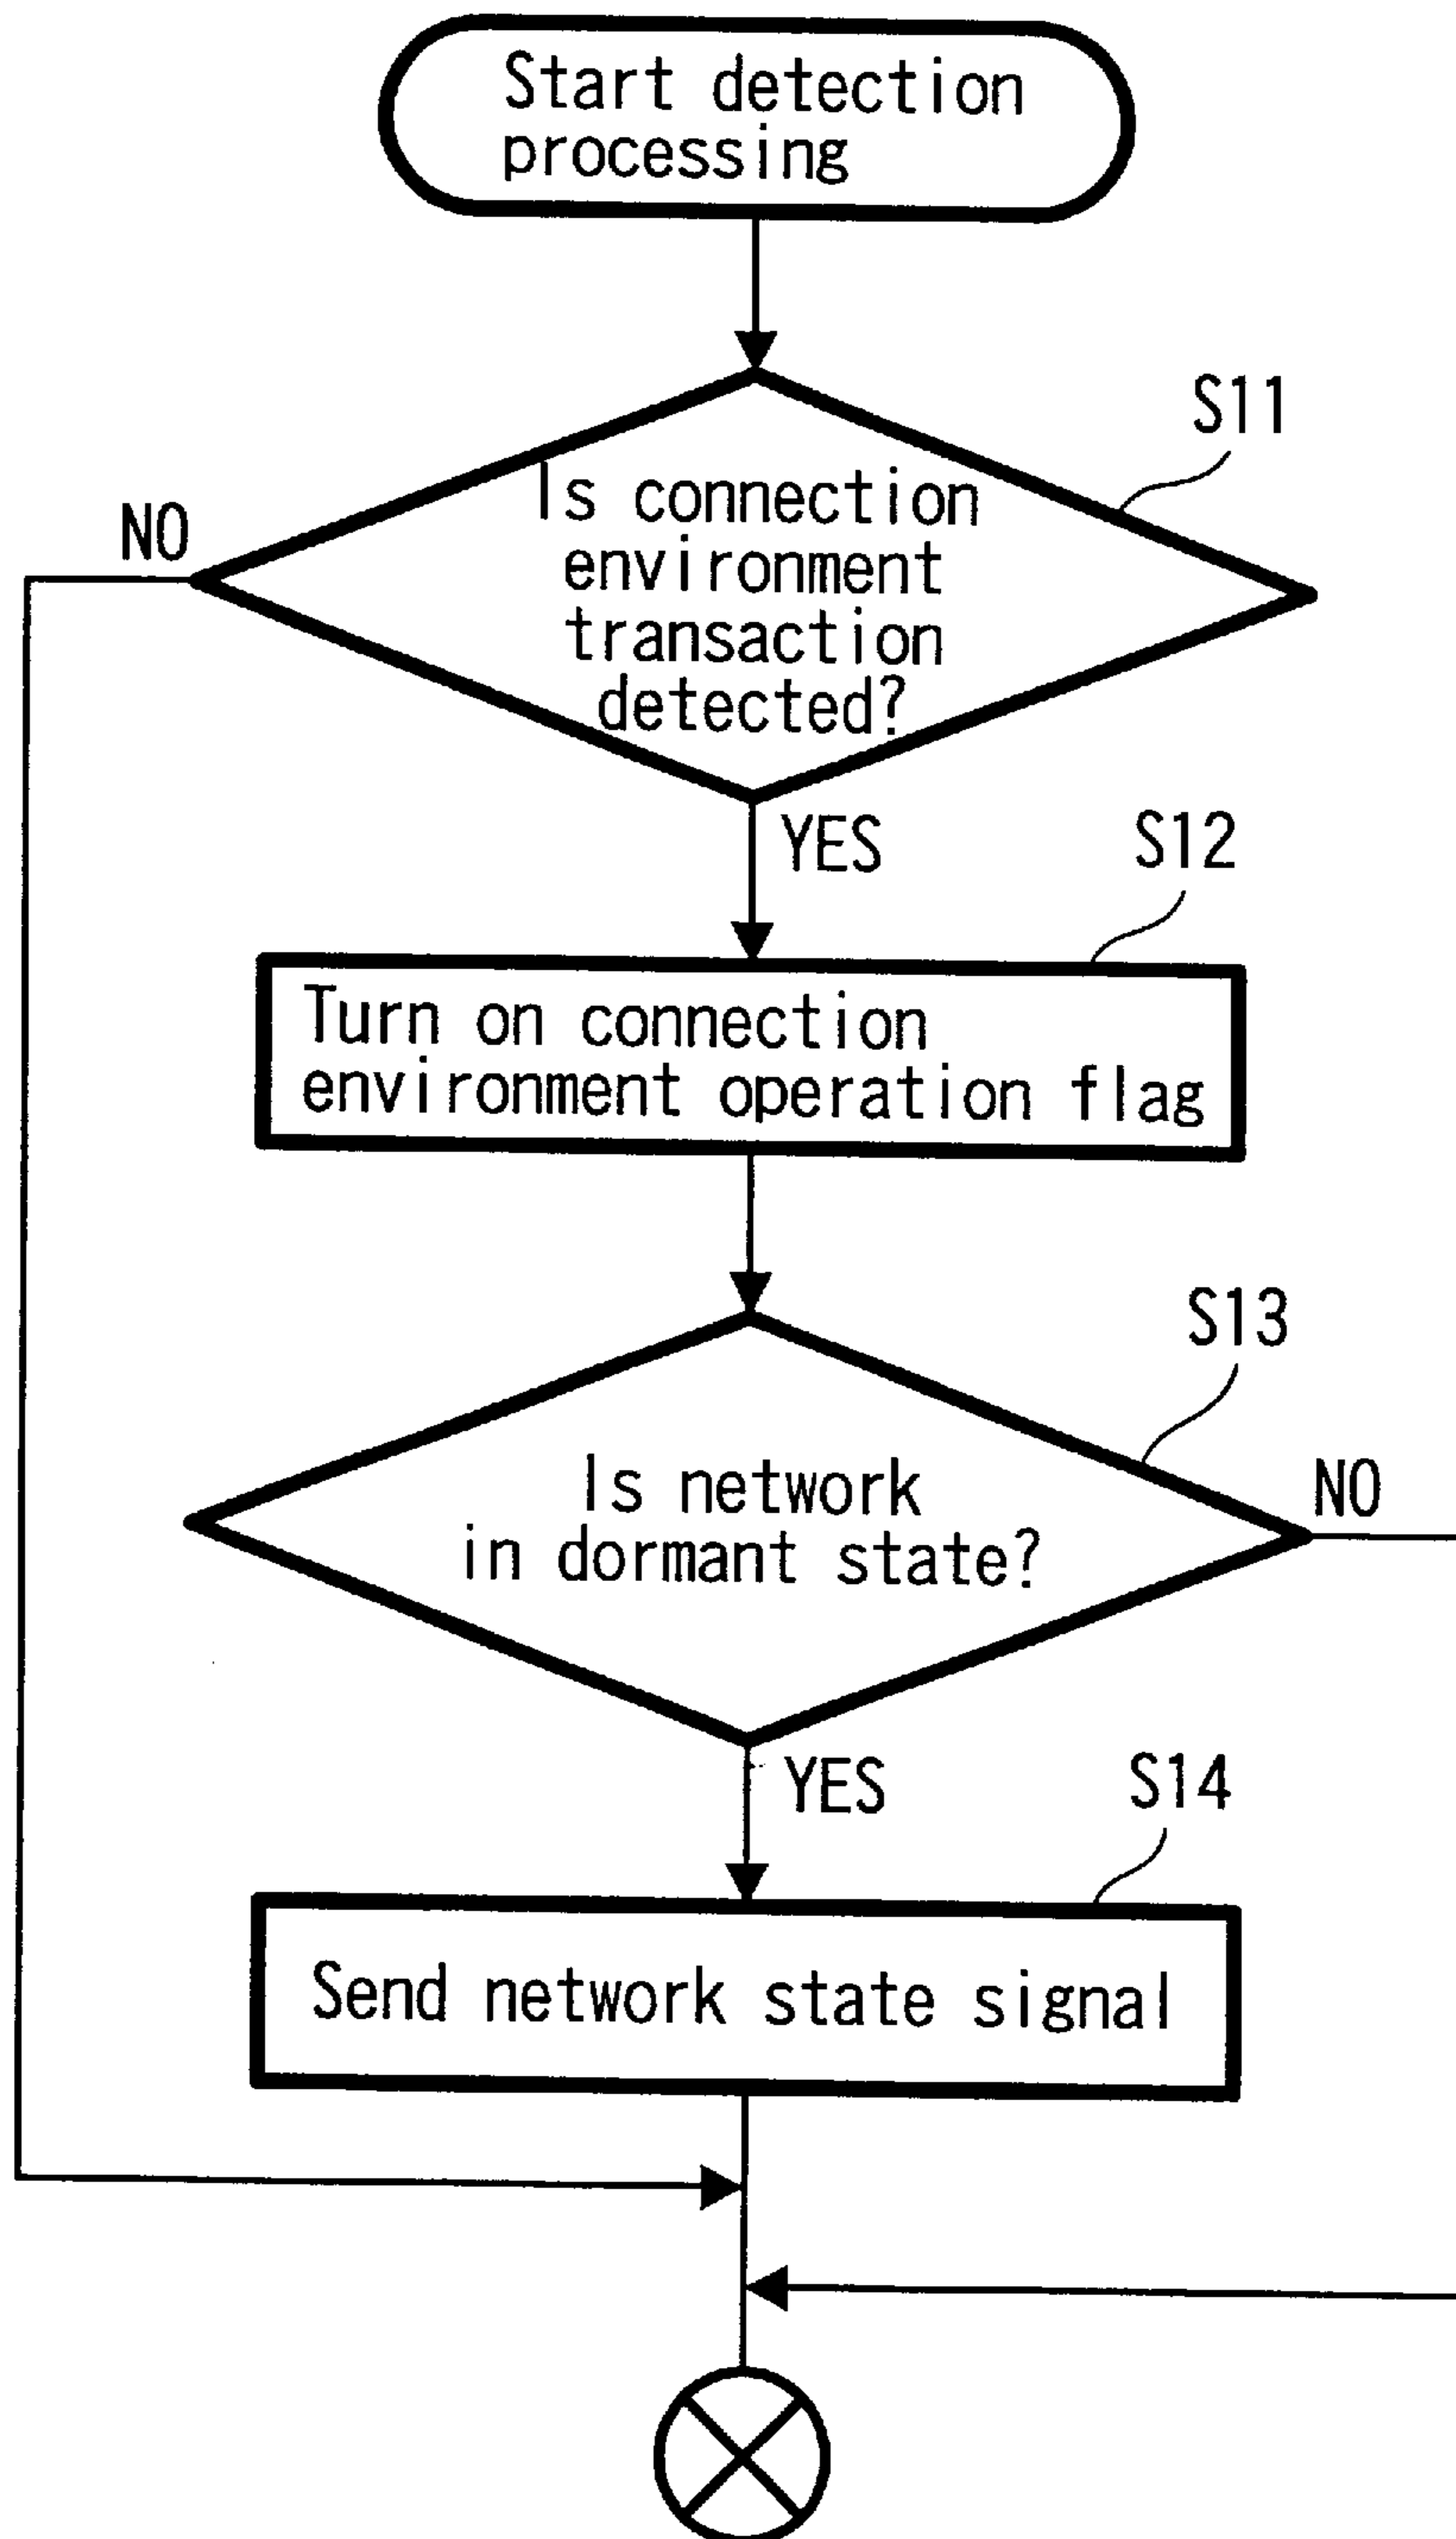 Start detection
processing
S11
Is connection
environment
transaction
detected?
NO
YES
S12
Turn on connection
environment operation flag
S13
Is network
in dormant state?
NO
YES
S14
Send network state signal